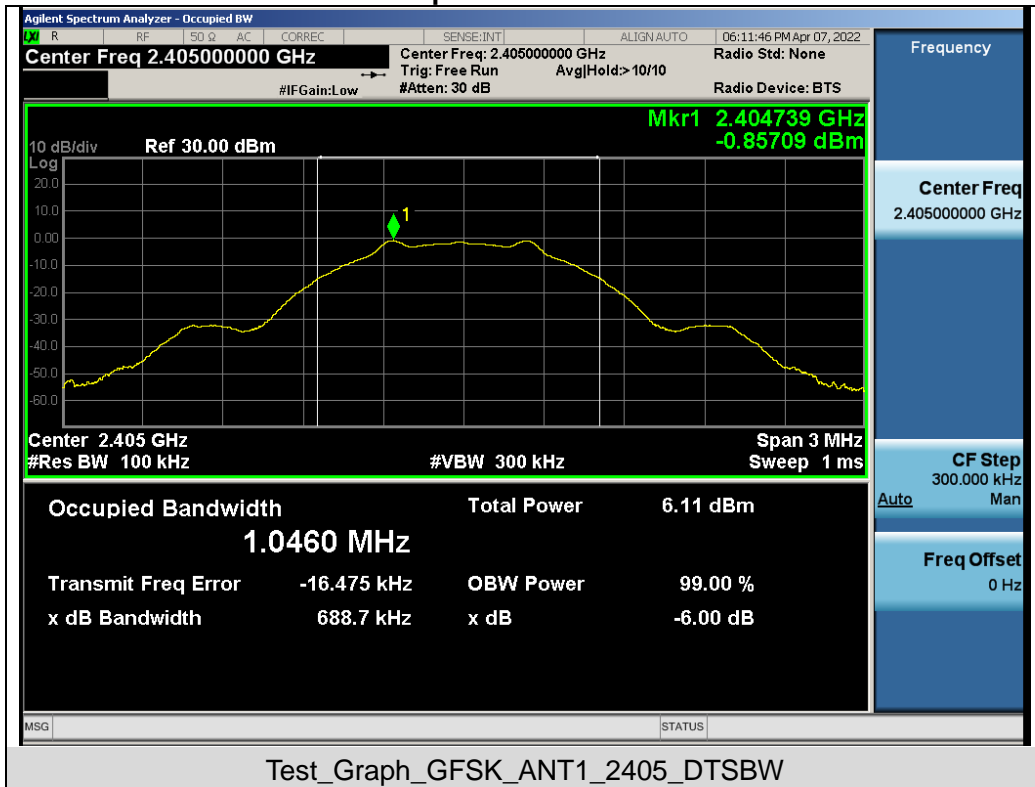 Agilent Spectrum Analyzer - Occupied BW
LXI R RF 50 Ω AC CORREC SENSE:INT ALIGN AUTO 06:11:46 PM Apr 07, 2022
Center Freq 2.405000000 GHz
Center Freq: 2.405000000 GHz
Radio Std: None
Trig: Free Run Avg|Hold:> 10/10
#IFGain:Low #Atten: 30 dB Radio Device: BTS
Frequency
Mkr1 2.404739 GHz
-0.85709 dBm
10 dB/div Ref 30.00 dBm
Log
20.0
10.0
0.00
-10.0
-20.0
-30.0
-40.0
-50.0
-60.0
1
Center 2.405 GHz Span 3 MHz
#Res BW 100 kHz #VBW 300 kHz Sweep 1 ms
Center Freq
2.405000000 GHz
CF Step
300.000 kHz
Auto Man
Freq Offset
0 Hz
Occupied Bandwidth Total Power 6.11 dBm
1.0460 MHz
Transmit Freq Error -16.475 kHz OBW Power 99.00 %
x dB Bandwidth 688.7 kHz x dB -6.00 dB
MSG STATUS
Test_Graph_GFSK_ANT1_2405_DTSBW